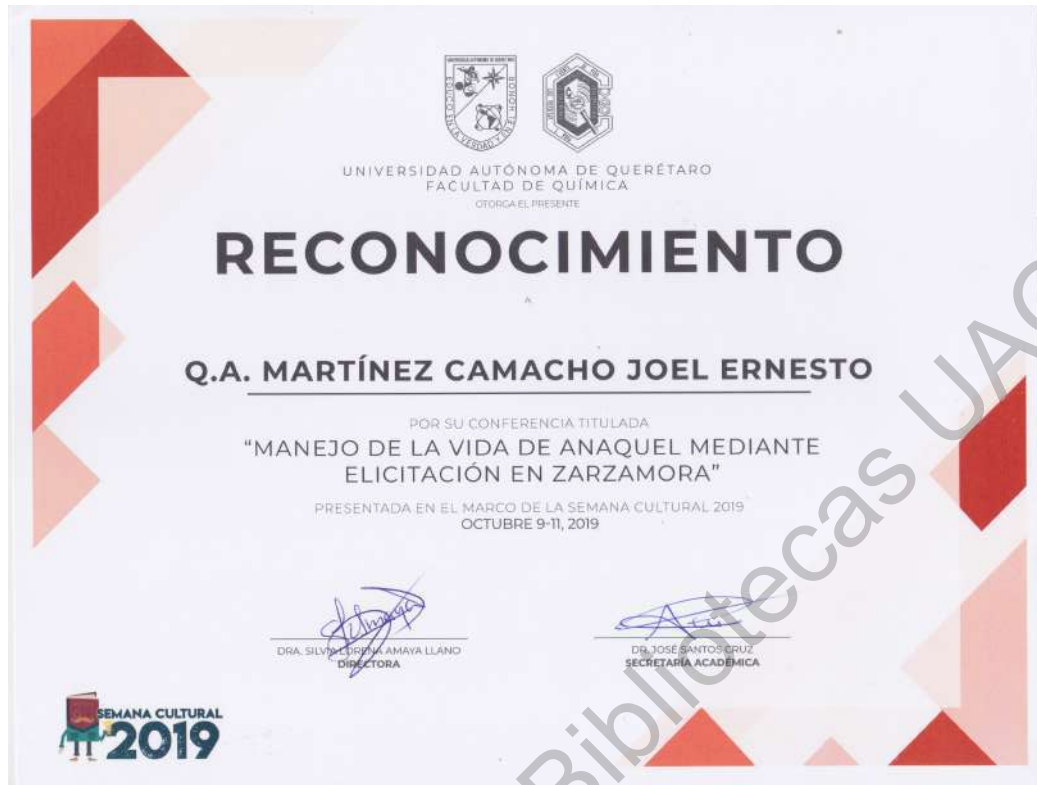 UNIVERSIDAD AUTÓNOMA DE QUERÉTARO
FACULTAD DE QUÍMICA
OTORGA EL PRESENTE
RECONOCIMIENTO
A:
Q.A. MARTÍNEZ CAMACHO JOEL ERNESTO
POR SU CONFERENCIA TITULADA
“MANEJO DE LA VIDA DE ANAQUEL MEDIANTE
ELICITACIÓN EN ZARZAMORA”
PRESENTADA EN EL MARCO DE LA SEMANA CULTURAL 2019
OCTUBRE 9-11, 2019
DRA. SILVIA LORENA AMAYA LLANO
DIRECTORA
DR. JOSÉ SANTOS CRUZ
SECRETARÍA ACADÉMICA
SEMANA CULTURAL
2019
Bibliotecas UAQ